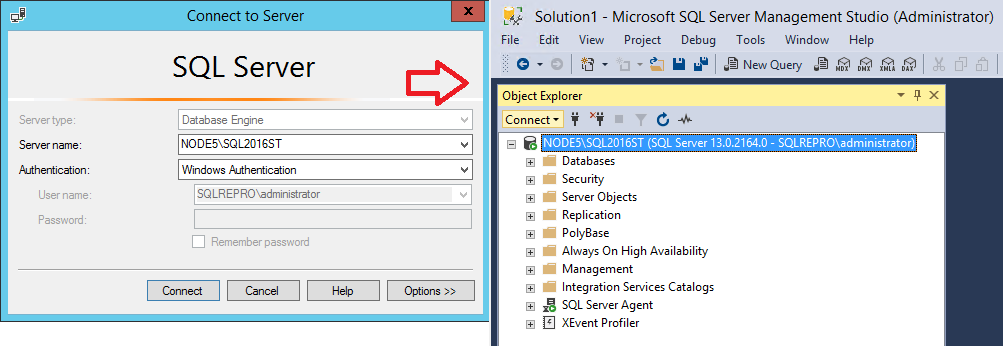 Connect to Server
x
SQL Server
Server type: Database Engine
Server name: NODE5\SQL2016ST
Authentication: Windows Authentication
User name: SQLREPRO\administrator
Password:
Remember password
Connect Cancel Help Options >>
Solution1 - Microsoft SQL Server Management Studio (Administrator)
File Edit View Project Debug Tools Window Help
New Query MDX DMX XMLA DAX
Object Explorer
Connect
NODE5\SQL2016ST (SQL Server 13.0.2164.0 - SQLREPRO\administrator)
Databases
Security
Server Objects
Replication
PolyBase
Always On High Availability
Management
Integration Services Catalogs
SQL Server Agent
XEvent Profiler